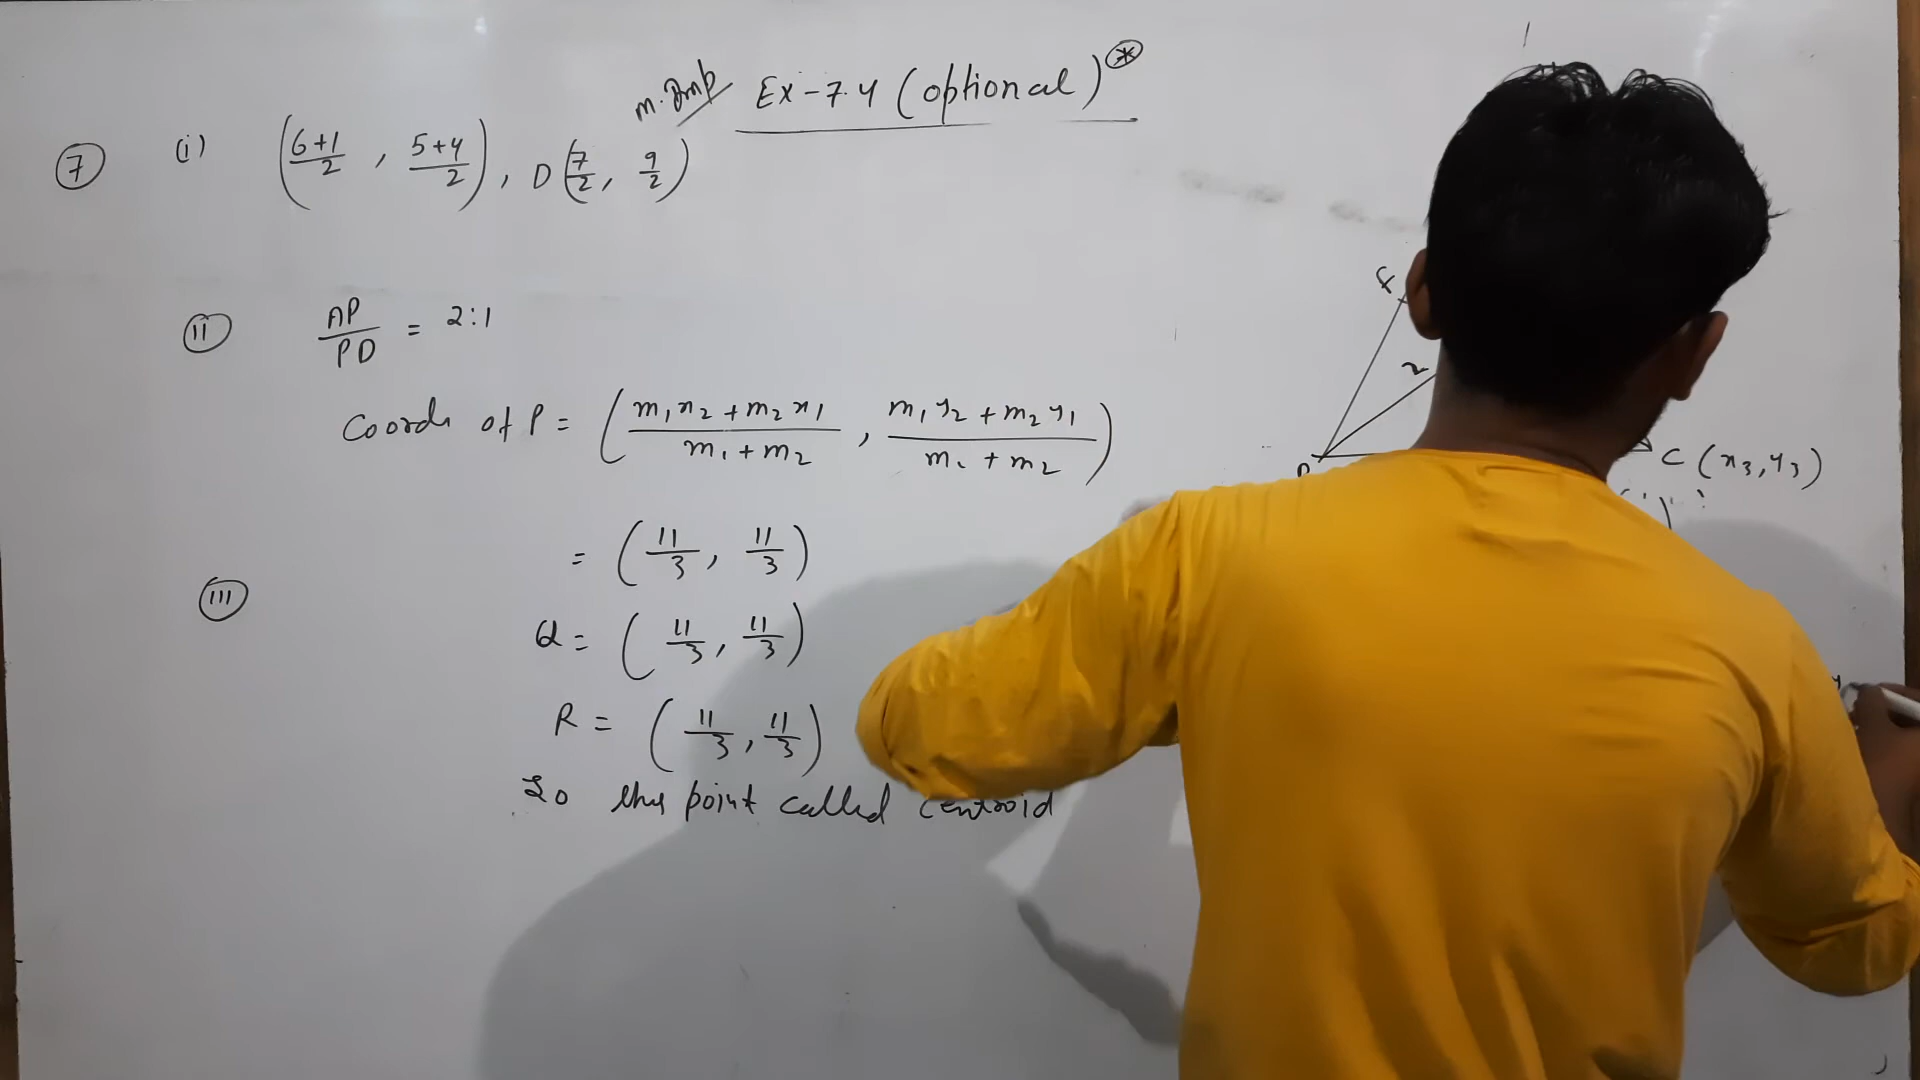 m. Imp Ex-7.4 (optional) *
7 (i) (6+1/2 , 5+4/2), D(7/2, 9/2)
(ii) AP/PD = 2:1
Coords of P = (m₁x₂ + m₂x₁/m₁ + m₂ , m₁y₂ + m₂y₁/m₁ + m₂)
= (11/3, 11/3)
(iii)
Q = (11/3, 11/3)
R = (11/3, 11/3)
So this point called centroid
2
C (x₃, y₃)